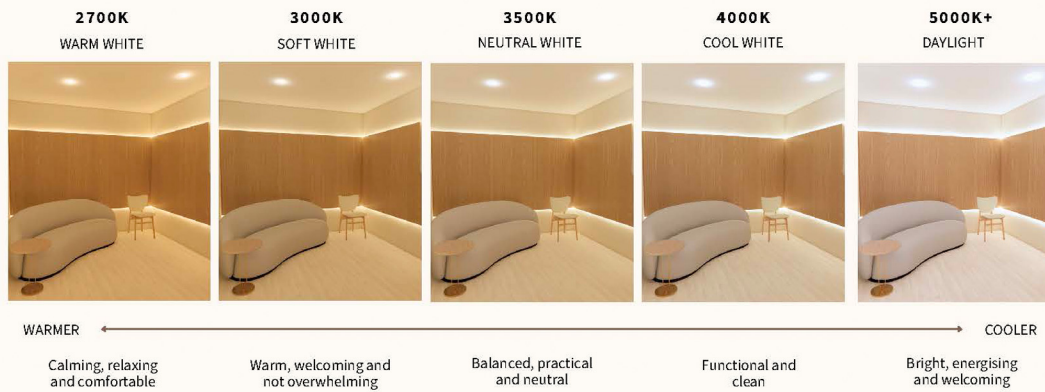 2700K
WARM WHITE
3000K
SOFT WHITE
3500K
NEUTRAL WHITE
4000K
COOL WHITE
5000K+
DAYLIGHT
WARMER
COOLER
Calming, relaxing
and comfortable
Warm, welcoming and
not overwhelming
Balanced, practical
and neutral
Functional and
clean
Bright, energising
and welcoming